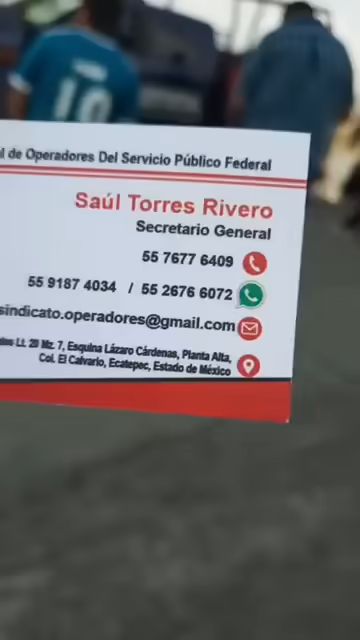 de Operadores Del Servicio Público Federal
Saúl Torres Rivero
Secretario General
55 7677 6409
55 9187 4034 / 55 2676 6072
sindicato.operadores@gmail.com
Lt. 20 Mz. 7, Esquina Lázaro Cárdenas, Planta Alta,
Col. El Calvario, Ecatepec, Estado de México
10